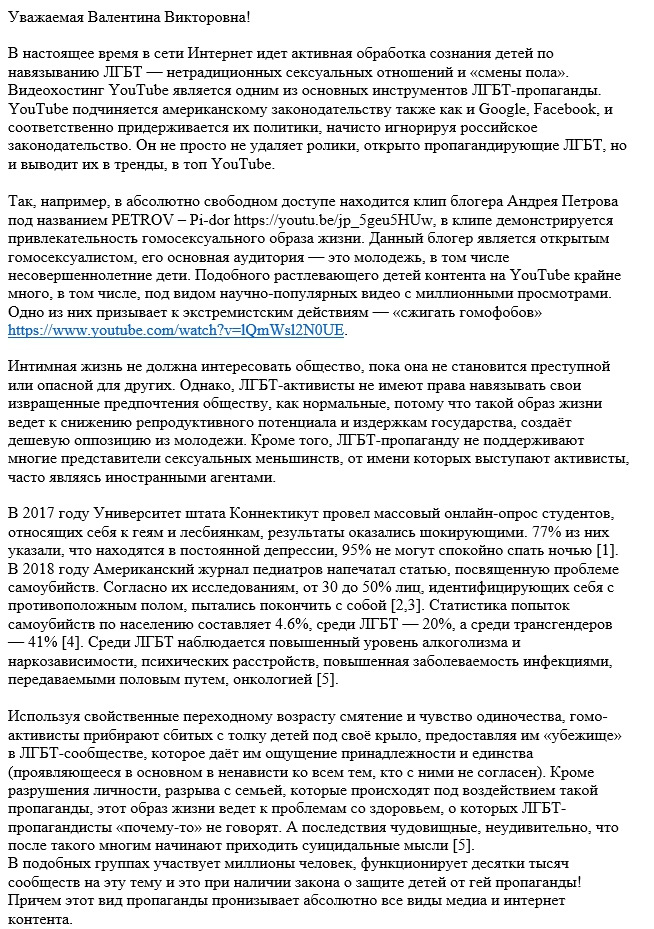 Уважаемая Валентина Викторовна!
В настоящее время в сети Интернет идет активная обработка сознания детей по
навязыванию ЛГБТ — нетрадиционных сексуальных отношений и «смены пола».
Видеохостинг YouTube является одним из основных инструментов ЛГБТ-пропаганды.
YouTube подчиняется американскому законодательству также как и Google, Facebook, и
соответственно придерживается их политики, начисто игнорируя российское
законодательство. Он не просто не удаляет ролики, открыто пропагандирующие ЛГБТ, но
и выводит их в тренды, в топ YouTube.
Так, например, в абсолютно свободном доступе находится клип блогера Андрея Петрова
под названием PETROV – Pi-dor https://youtu.be/jp_5geu5HUw, в клипе демонстрируется
привлекательность гомосексуального образа жизни. Данный блогер является открытым
гомосексуалистом, его основная аудитория — это молодежь, в том числе
несовершеннолетние дети. Подобного растлевающего детей контента на YouTube крайне
много, в том числе, под видом научно-популярных видео с миллионными просмотрами.
Одно из них призывает к экстремистским действиям — «сжигать гомофобов»
https://www.youtube.com/watch?v=lQmWsl2N0UE.
Интимная жизнь не должна интересовать общество, пока она не становится преступной
или опасной для других. Однако, ЛГБТ-активисты не имеют права навязывать свои
извращенные предпочтения обществу, как нормальные, потому что такой образ жизни
ведет к снижению репродуктивного потенциала и издержкам государства, создаёт
дешевую оппозицию из молодежи. Кроме того, ЛГБТ-пропаганду не поддерживают
многие представители сексуальных меньшинств, от имени которых выступают активисты,
часто являясь иностранными агентами.
В 2017 году Университет штата Коннектикут провел массовый онлайн-опрос студентов,
относящих себя к геям и лесбиянкам, результаты оказались шокирующими. 77% из них
указали, что находятся в постоянной депрессии, 95% не могут спокойно спать ночью [1].
В 2018 году Американский журнал педиатров напечатал статью, посвященную проблеме
самоубийств. Согласно их исследованиям, от 30 до 50% лиц, идентифицирующих себя с
противоположным полом, пытались покончить с собой [2,3]. Статистика попыток
самоубийств по населению составляет 4.6%, среди ЛГБТ — 20%, а среди трансгендеров
— 41% [4]. Среди ЛГБТ наблюдается повышенный уровень алкоголизма и
наркозависимости, психических расстройств, повышенная заболеваемость инфекциями,
передаваемыми половым путем, онкологией [5].
Используя свойственные переходному возрасту смятение и чувство одиночества, гомо-
активисты прибирают сбитых с толку детей под своё крыло, предоставляя им «убежище»
в ЛГБТ-сообществе, которое даёт им ощущение принадлежности и единства
(проявляющееся в основном в ненависти ко всем тем, кто с ними не согласен). Кроме
разрушения личности, разрыва с семьей, которые происходят под воздействием такой
пропаганды, этот образ жизни ведет к проблемам со здоровьем, о которых ЛГБТ-
пропагандисты «почему-то» не говорят. А последствия чудовищные, неудивительно, что
после такого многим начинают приходить суицидальные мысли [5].
В подобных группах участвует миллионы человек, функционирует десятки тысяч
сообществ на эту тему и это при наличии закона о защите детей от гей пропаганды!
Причем этот вид пропаганды пронизывает абсолютно все виды медиа и интернет
контента.